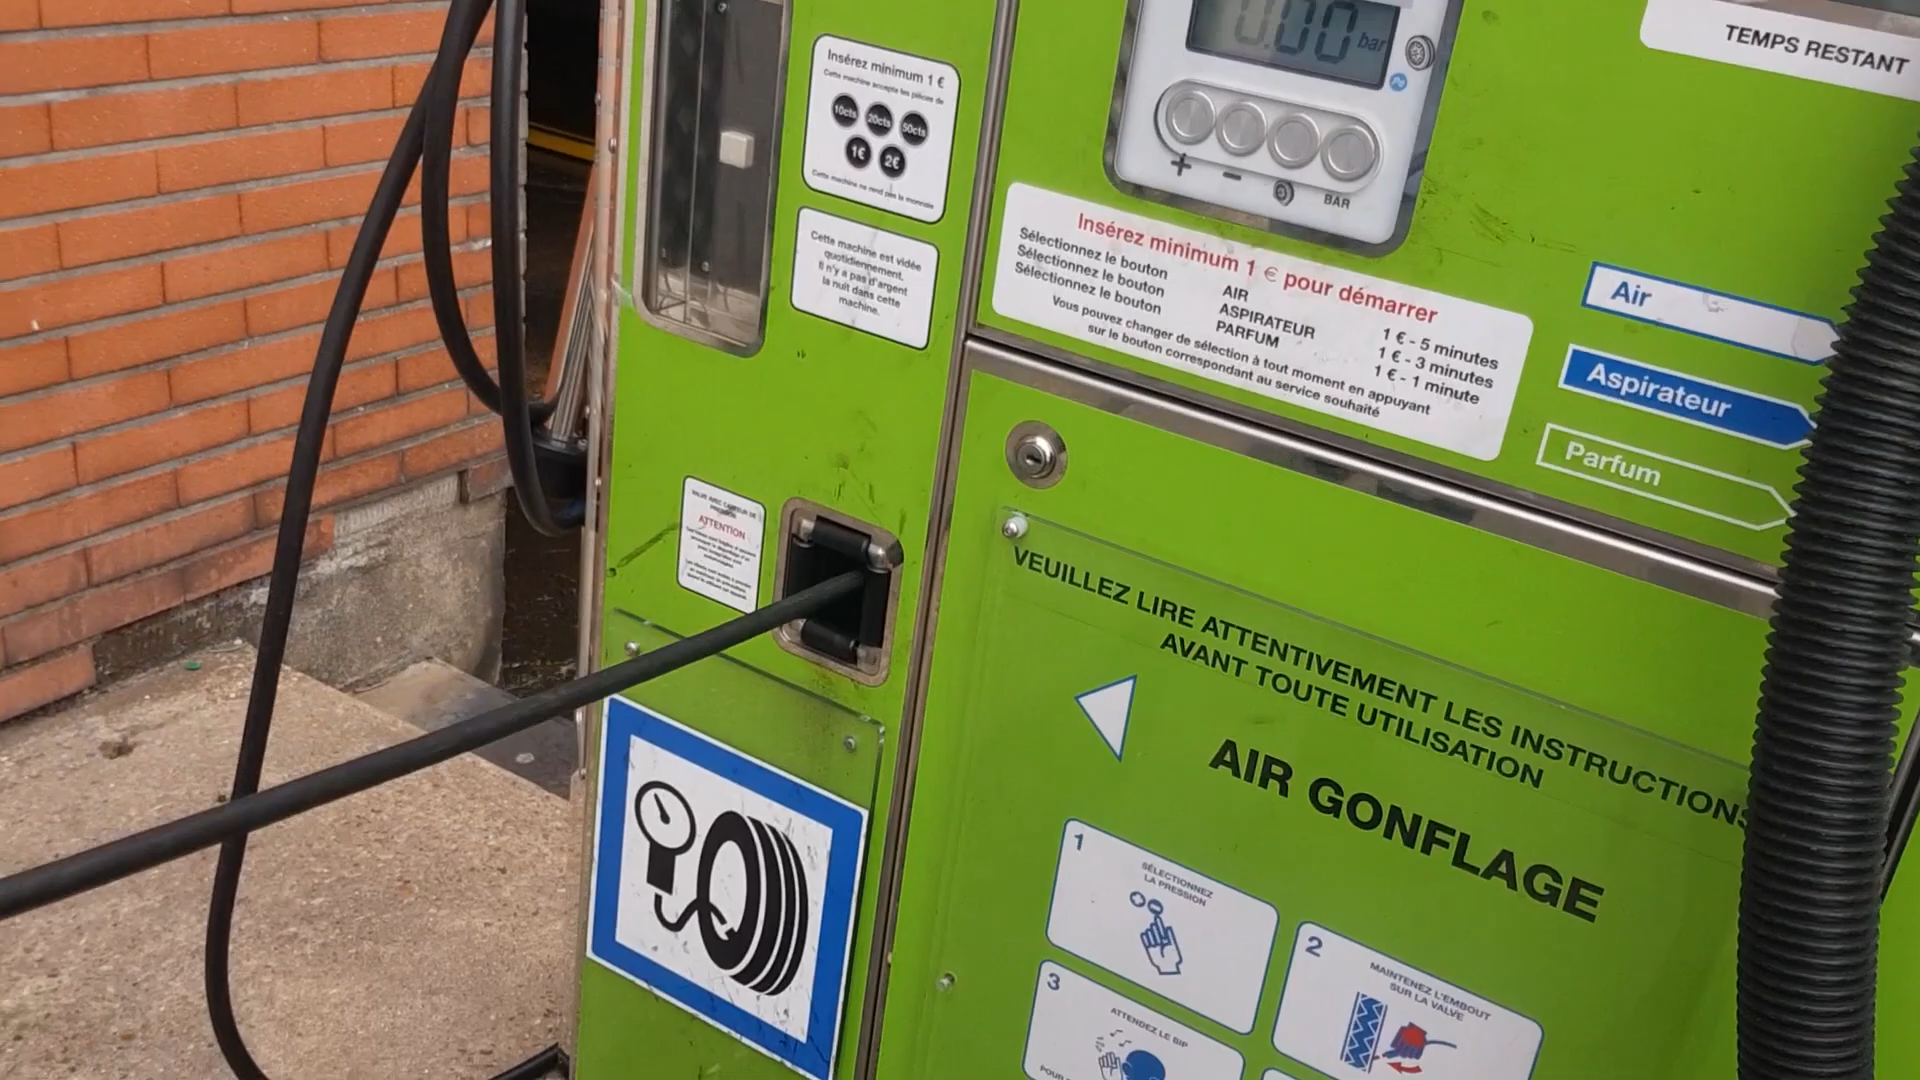 Insérez minimum 1 €
Cette machine accepte les pièces de
10cts 20cts 50cts
1€ 2€
Cette machine ne rend pas la monnaie
Cette machine est vidée
quotidiennement.
Il n'y a pas d'argent
la nuit dans cette
machine.
0.00 bar
+ - BAR
TEMPS RESTANT
Insérez minimum 1 € pour démarrer
Sélectionnez le bouton AIR 1 € - 5 minutes
Sélectionnez le bouton ASPIRATEUR 1 € - 3 minutes
Sélectionnez le bouton PARFUM 1 € - 1 minute
Vous pouvez changer de sélection à tout moment en appuyant
sur le bouton correspondant au service souhaité
Air
Aspirateur
Parfum
ATTENTION
VEUILLEZ LIRE ATTENTIVEMENT LES INSTRUCTIONS
AVANT TOUTE UTILISATION
AIR GONFLAGE
1
SÉLECTIONNEZ
LA PRESSION
2
MAINTENEZ L'EMBOUT
SUR LA VALVE
3
ATTENDEZ LE BIP